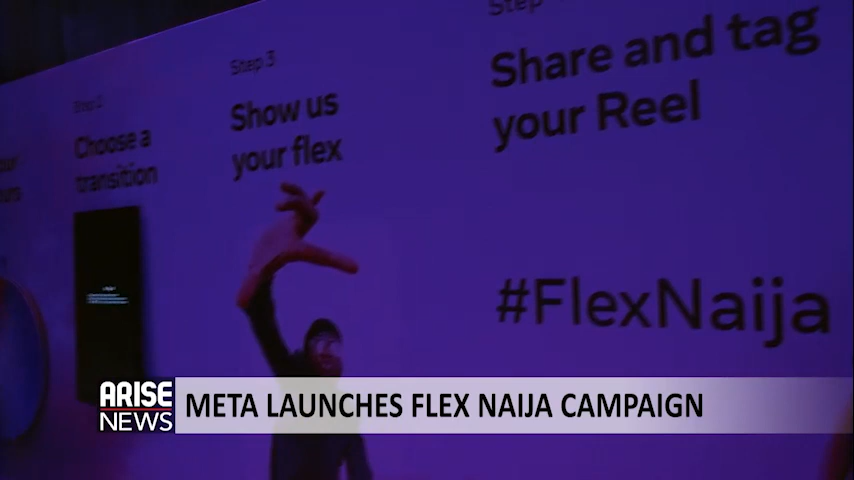 Step 2
Choose a
transition
Step 3
Show us
your flex
Step
Share and tag
your Reel
#FlexNaija
ARISE
NEWS
META LAUNCHES FLEX NAIJA CAMPAIGN